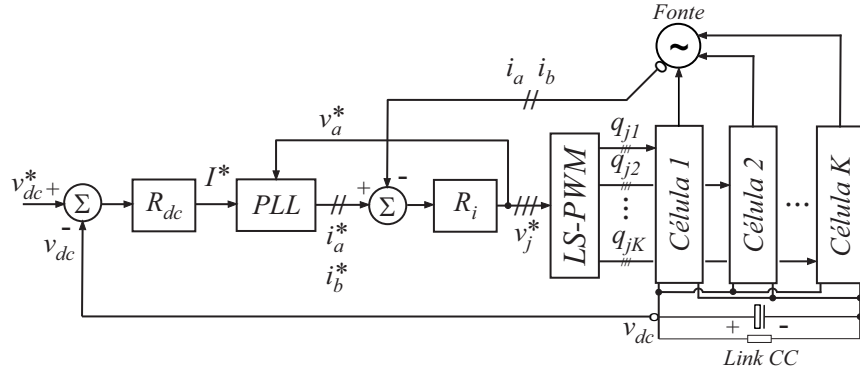 Fonte
~
i_a i_b
v_a*
q_j1
q_j2
⋮
q_jK
v_dc* +
Σ
-
v_dc
R_dc
I*
PLL
i_a*
i_b*
+
-
Σ
R_i
v_j*
LS-PWM
Célula 1
Célula 2
...
Célula K
v_dc
+ -
Link CC